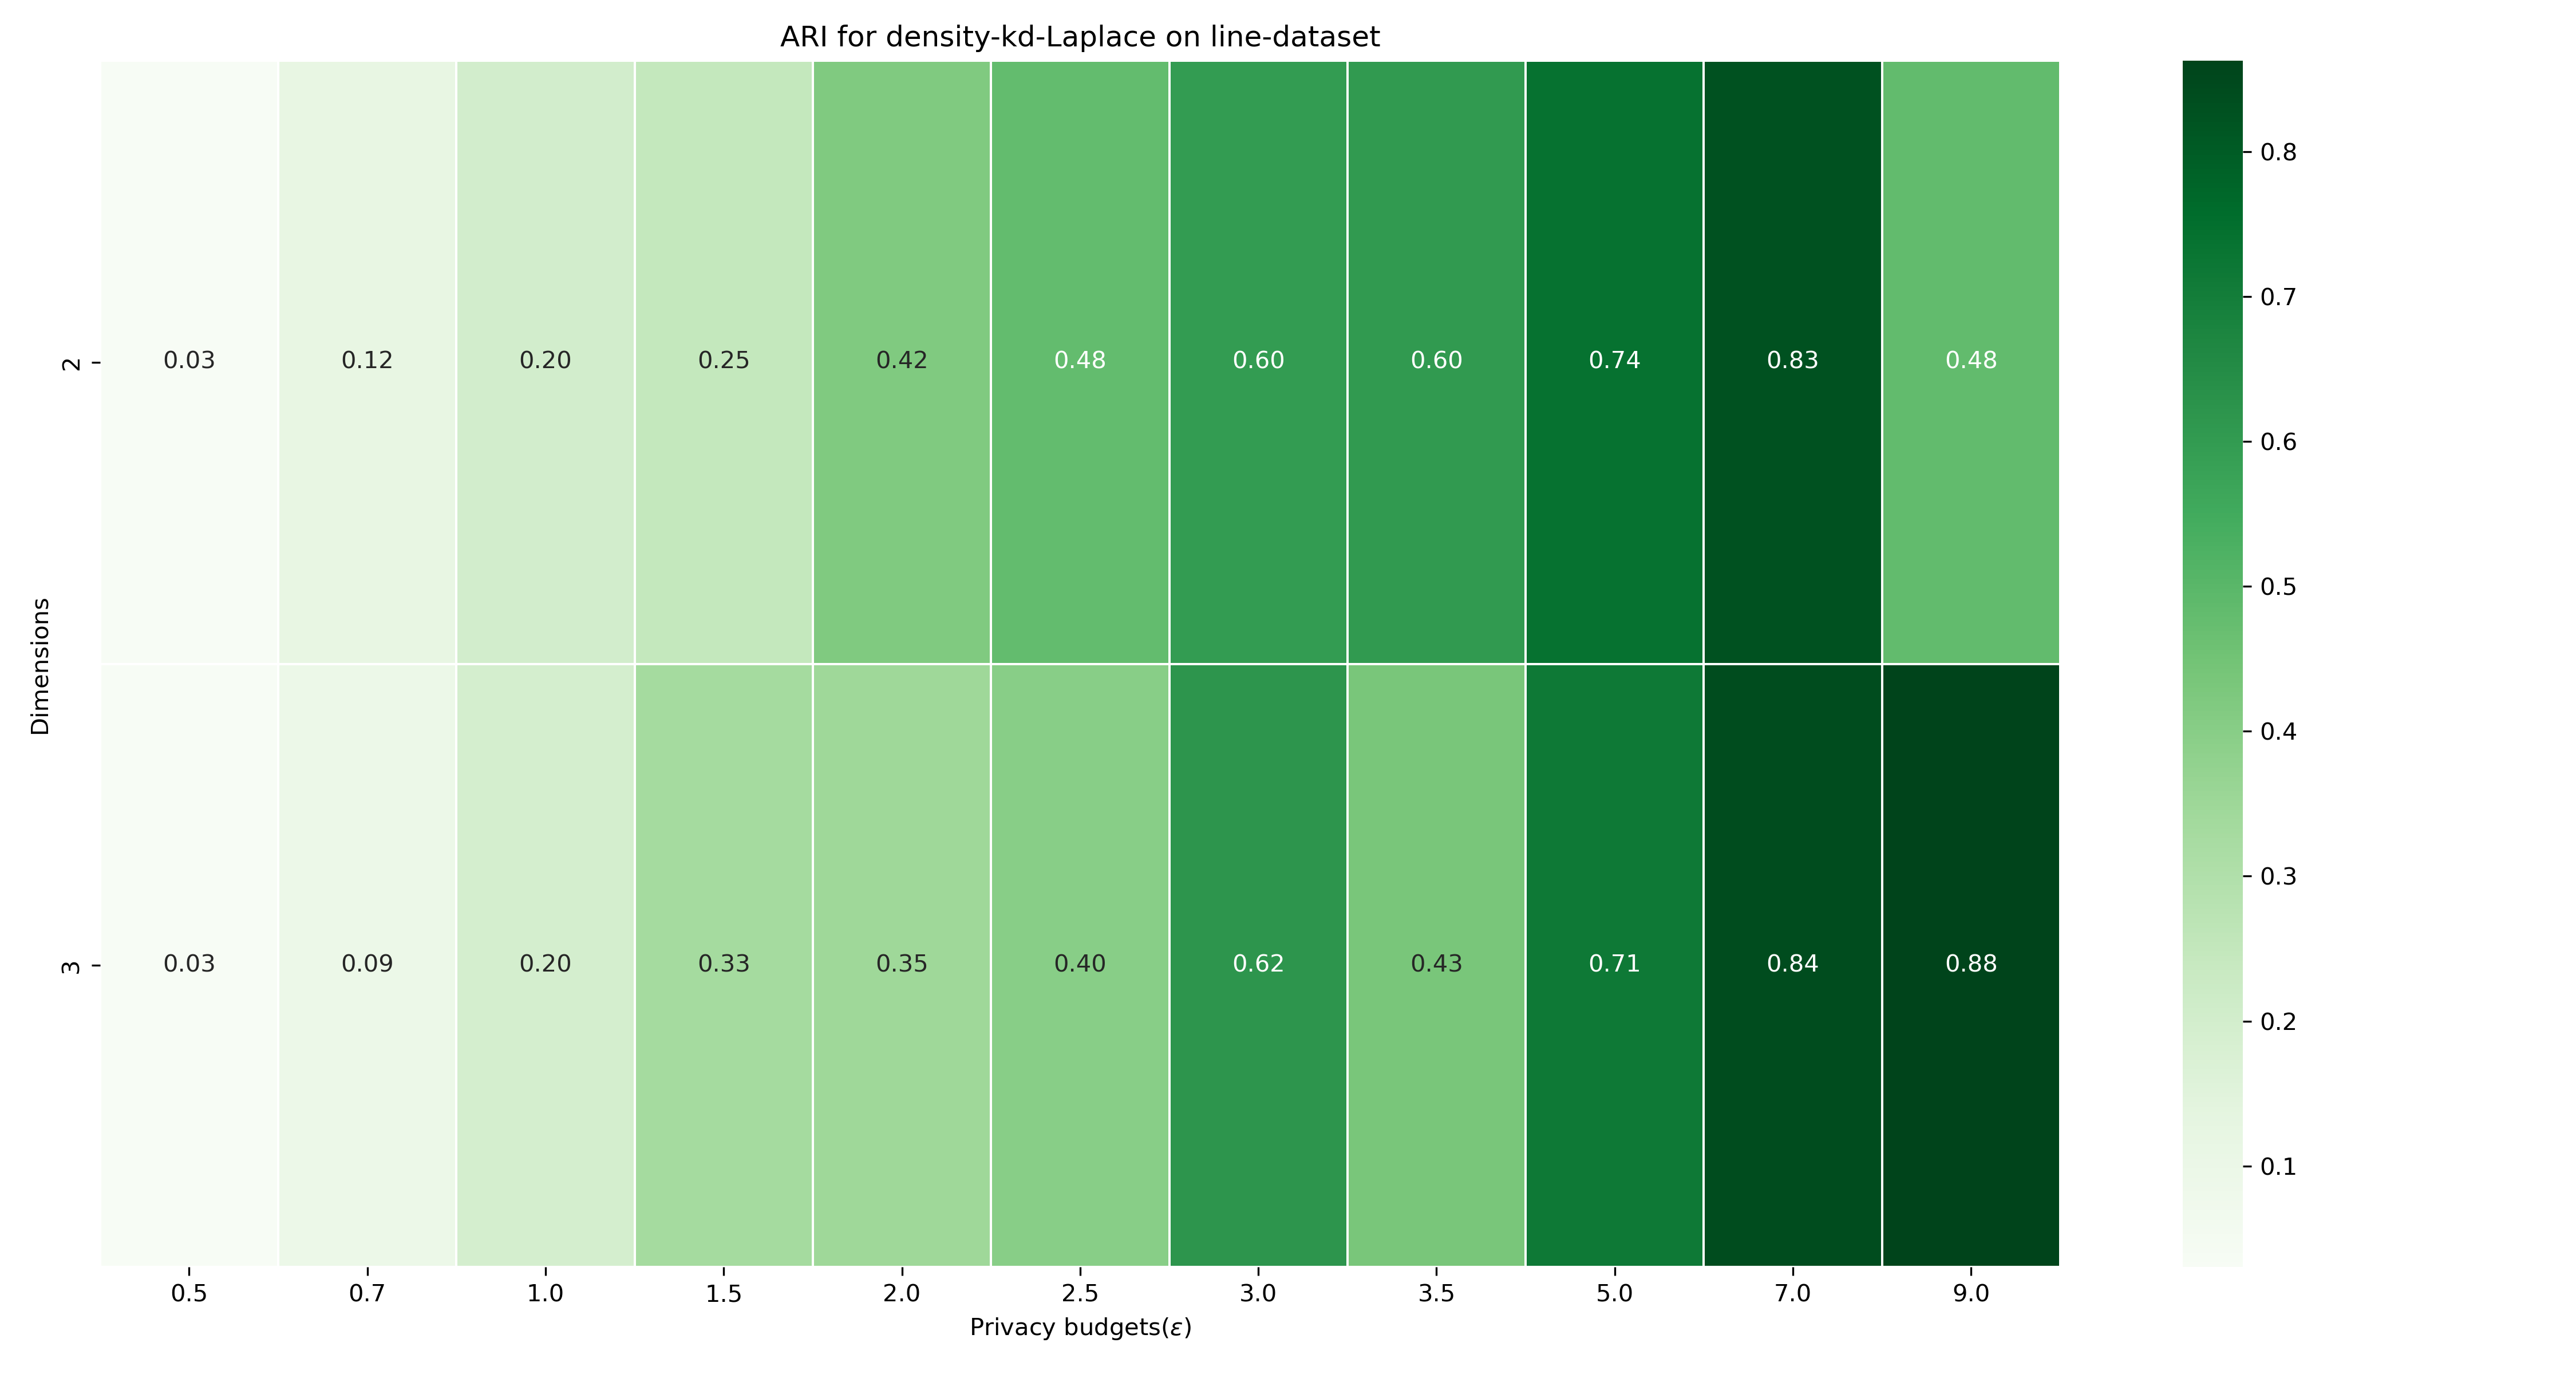 ARI for density-kd-Laplace on line-dataset
Dimensions
2
0.03 0.12 0.20 0.25 0.42 0.48 0.60 0.60 0.74 0.83 0.48
3
0.03 0.09 0.20 0.33 0.35 0.40 0.62 0.43 0.71 0.84 0.88
0.5 0.7 1.0 1.5 2.0 2.5 3.0 3.5 5.0 7.0 9.0
Privacy budgets(ε)
0.8
0.7
0.6
0.5
0.4
0.3
0.2
0.1